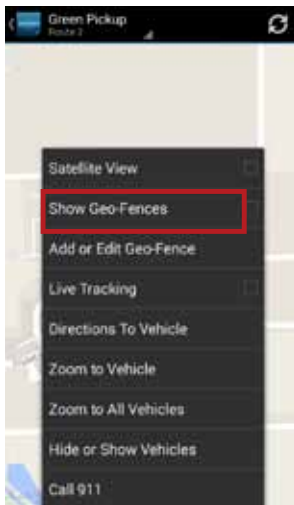 Green Pickup
Route 2
Satellite View
Show Geo-Fences
Add or Edit Geo-Fence
Live Tracking
Directions To Vehicle
Zoom to Vehicle
Zoom to All Vehicles
Hide or Show Vehicles
Call 911